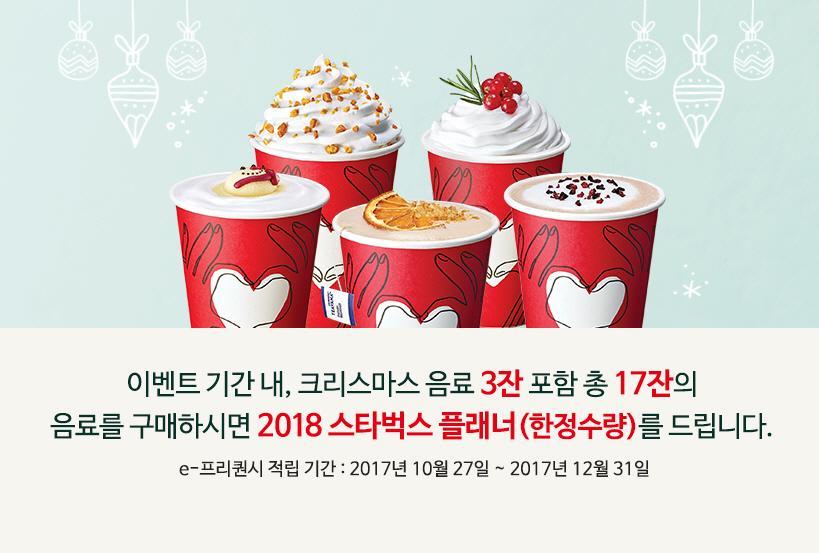 TEAVANA
이벤트 기간 내, 크리스마스 음료 3잔 포함 총 17잔의
음료를 구매하시면 2018 스타벅스 플래너(한정수량)를 드립니다.
e-프리퀀시 적립 기간 : 2017년 10월 27일 ~ 2017년 12월 31일